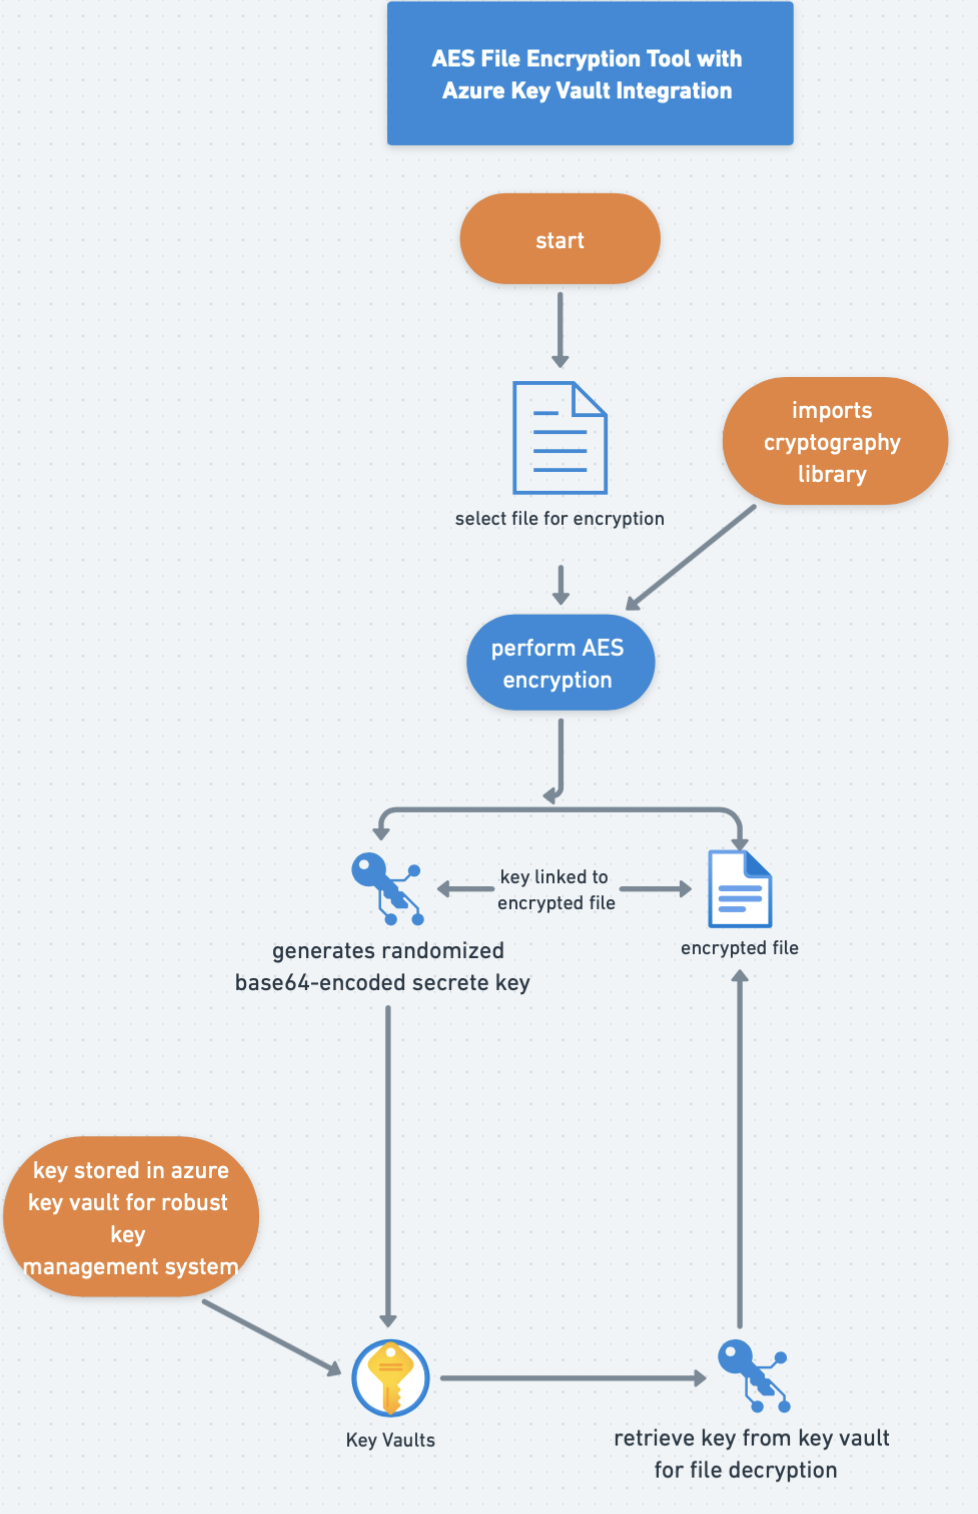 AES File Encryption Tool with
Azure Key Vault Integration
start
imports
cryptography
library
select file for encryption
perform AES
encryption
key linked to
encrypted file
generates randomized
base64-encoded secrete key
encrypted file
key stored in azure
key vault for robust
key
management system
Key Vaults
retrieve key from key vault
for file decryption